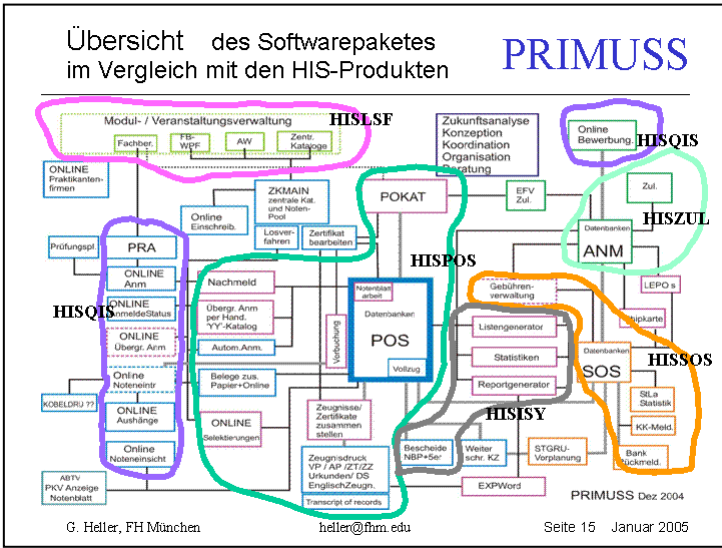 Übersicht des Softwarepaketes
im Vergleich mit den HIS-Produkten
PRIMUSS
Modul- / Veranstaltungsverwaltung
HISLSF
Fachber.
FB-
WPF
AW
Zentr.
Kataloge
Zukunftsanalyse
Konzeption
Koordination
Organisation
Beratung
Online
Bewerbung.
HISQIS
ONLINE
Praktikanten-
firmen
ZKMAIN
zentrale Kat.
und Noten-
Pool
POKAT
EFV
Zul.
Zul.
HISZUL
Online
Einschreib.
Losver-
fahren
Zertifikat
bearbeiten
Datenbanken
ANM
Prüfungspl.
PRA
HISPOS
ONLINE
Anm
Nachmeld
Notenblatt
arbeit
Gebühren-
verwaltung
LEPO s
HISQIS
ONLINE
AnmeldeStatus
Übergr. Anm
per Hand.
'YY'-Katalog
Verbuchung
Datenbanken
POS
Vollzug
Listengenerator
Chipkarte
HISSOS
ONLINE
Übergr. Anm
Autom.Anm.
Statistiken
Datenbanken
SOS
Online
Noteneintr
Belege zus.
Papier+Online
Reportgenerator
HISISY
StLa
Statistik
KOBELDRU ??
ONLINE
Aushänge
ONLINE
Selektierungen
Zeugnisse/
Zertifikate
zusammen
stellen
KK-Meld.
Online
Noteneinsicht
Zeugnisdruck
VP / AP /ZT/ZZ
Urkunden/ DS
EnglischZeugn.
Transcript of records
Bescheide
NBP+Ser
Weiter
schr. KZ
STGRU-
Vorplanung
Bank
Rückmeld.
ABTV
PKV Anzeige
Notenblatt
EXPWord
PRIMUSS Dez 2004
G. Heller, FH München
heller@fhm.edu
Seite 15 Januar 2005